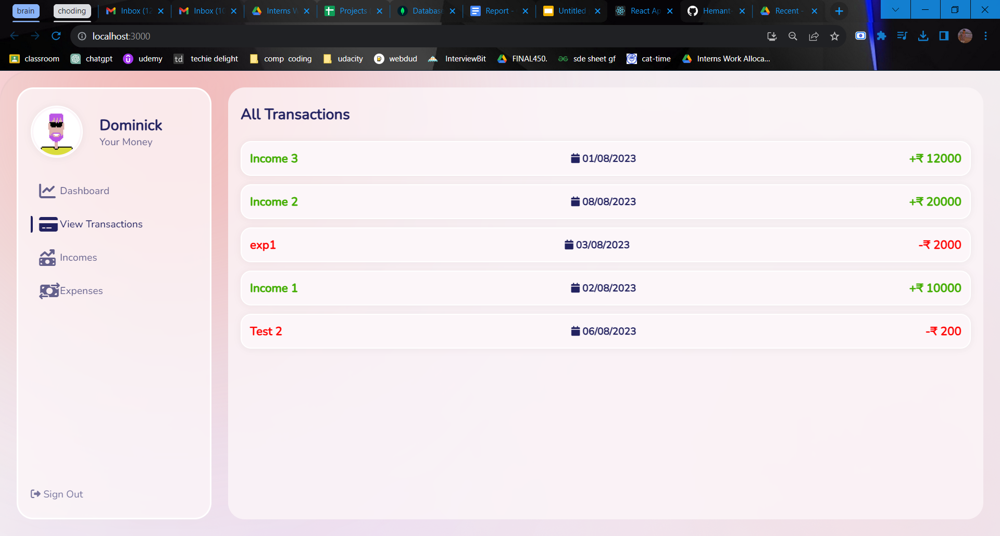 brain choding Inbox (12 Inbox (10 Interns W Projects Database Report - Untitled React Ap Hemant- Recent -
localhost:3000
classroom chatgpt udemy td techie delight comp coding udacity webdud InterviewBit FINAL450. sde sheet gf cat-time Interns Work Alloca...
Dominick
Your Money
Dashboard
View Transactions
Incomes
Expenses
Sign Out
All Transactions
Income 3 01/08/2023 +₹ 12000
Income 2 08/08/2023 +₹ 20000
exp1 03/08/2023 -₹ 2000
Income 1 02/08/2023 +₹ 10000
Test 2 06/08/2023 -₹ 200